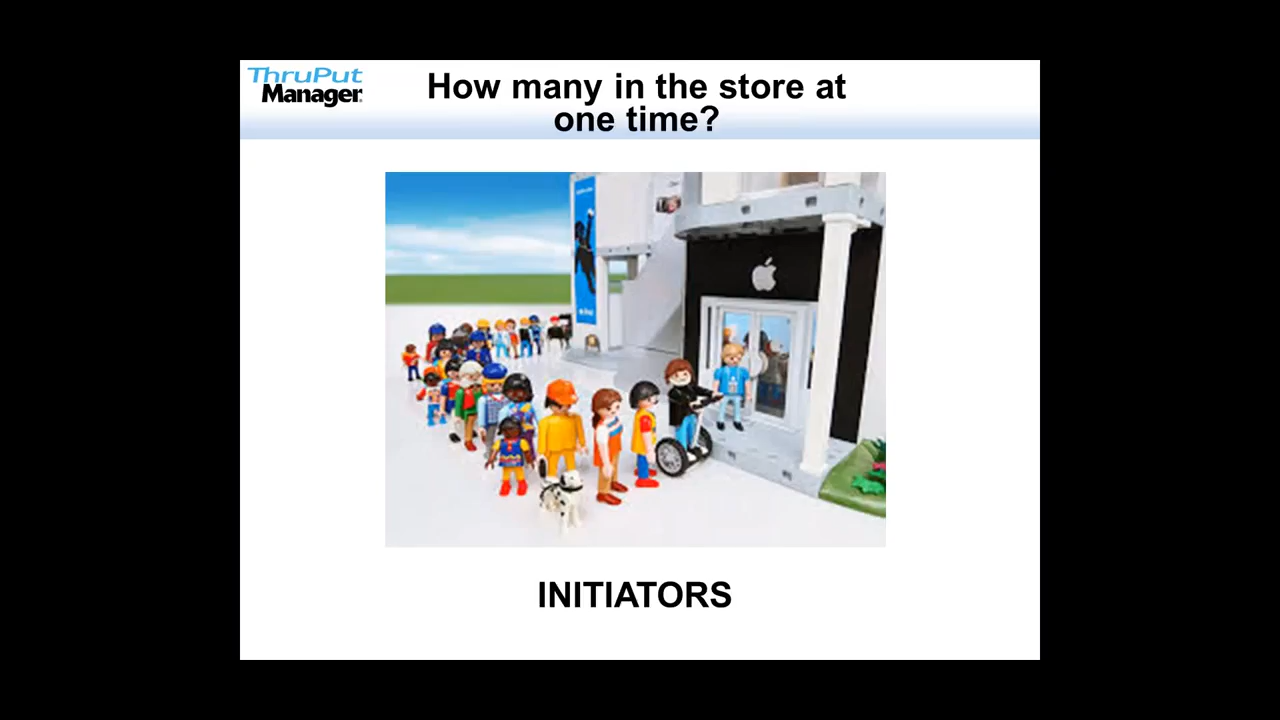 ThruPut
Manager
How many in the store at
one time?
INITIATORS